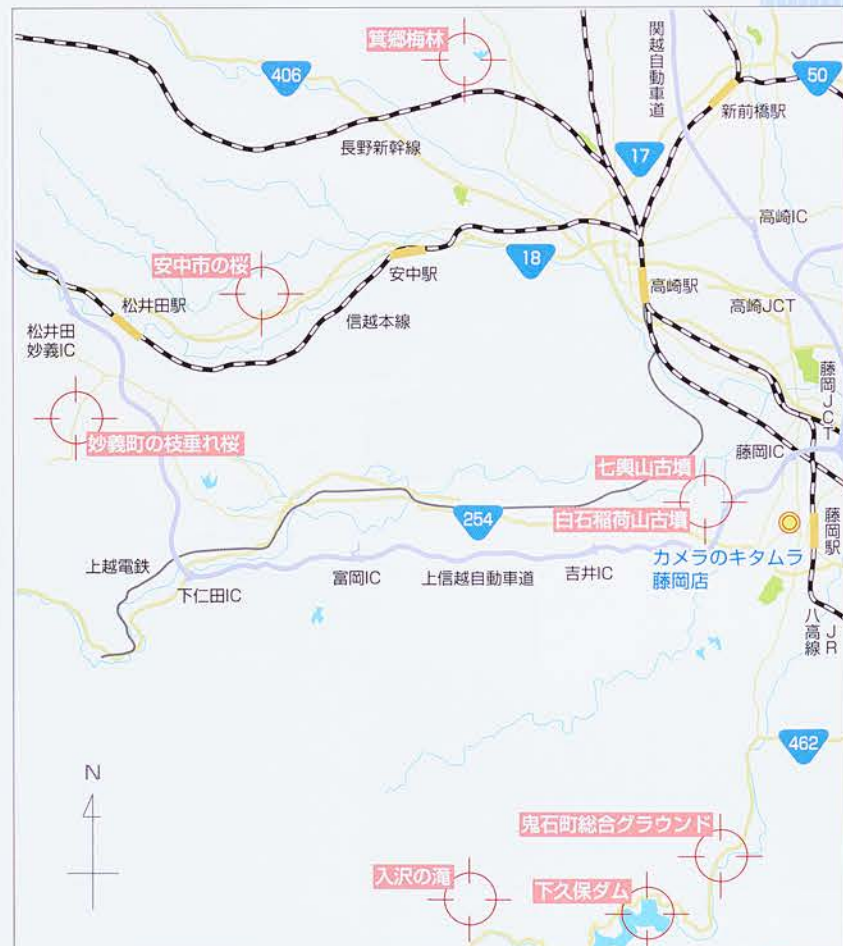 箕郷梅林
関越自動車道
406
50
新前橋駅
長野新幹線
17
高崎IC
安中市の桜
安中駅
18
高崎駅
松井田駅
高崎JCT
信越本線
松井田
妙義IC
藤岡JCT
妙義町の枝垂れ桜
藤岡IC
七輿山古墳
254
白石稲荷山古墳
藤岡駅
カメラのキタムラ
藤岡店
上越電鉄
富岡IC
上信越自動車道
吉井IC
下仁田IC
JR
八高線
462
N
鬼石町総合グラウンド
入沢の滝
下久保ダム